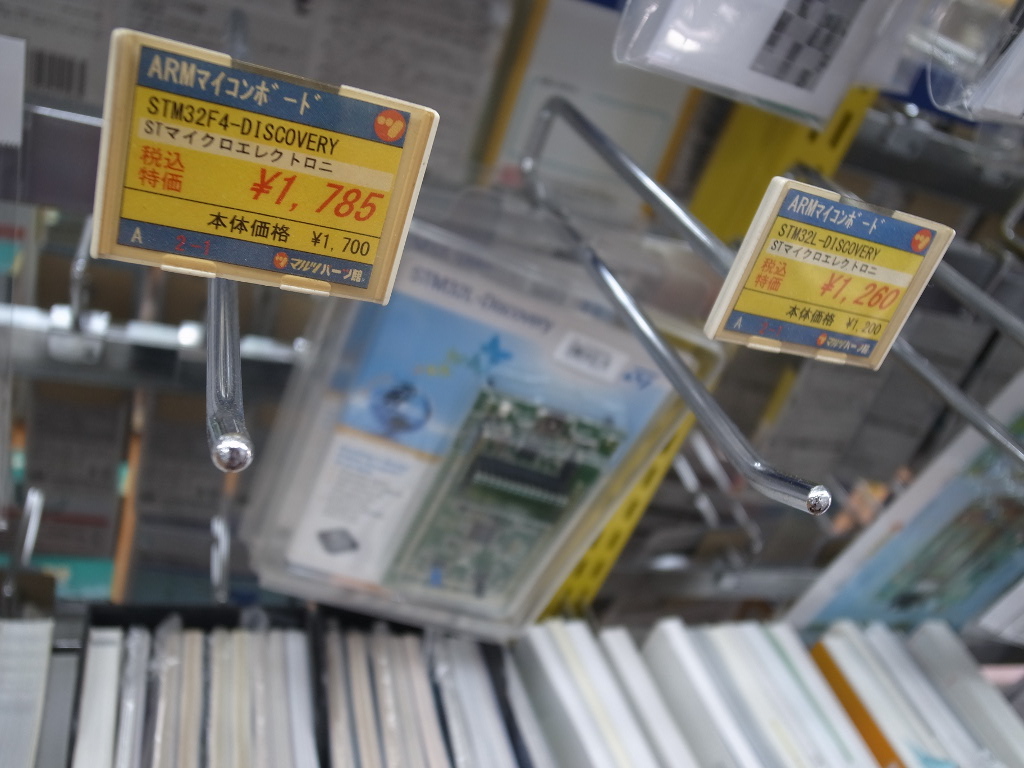 ARMマイコンボード
STM32F4-DISCOVERY
STマイクロエレクトロニ
税込
特価
¥1,785
本体価格 ¥1,700
A 2-1
マルツパーツ館
ARMマイコンボード
STM32L-DISCOVERY
STマイクロエレクトロニ
税込
特価
¥1,260
本体価格 ¥1,200
A
マルツパーツ館
STM32L-Discovery